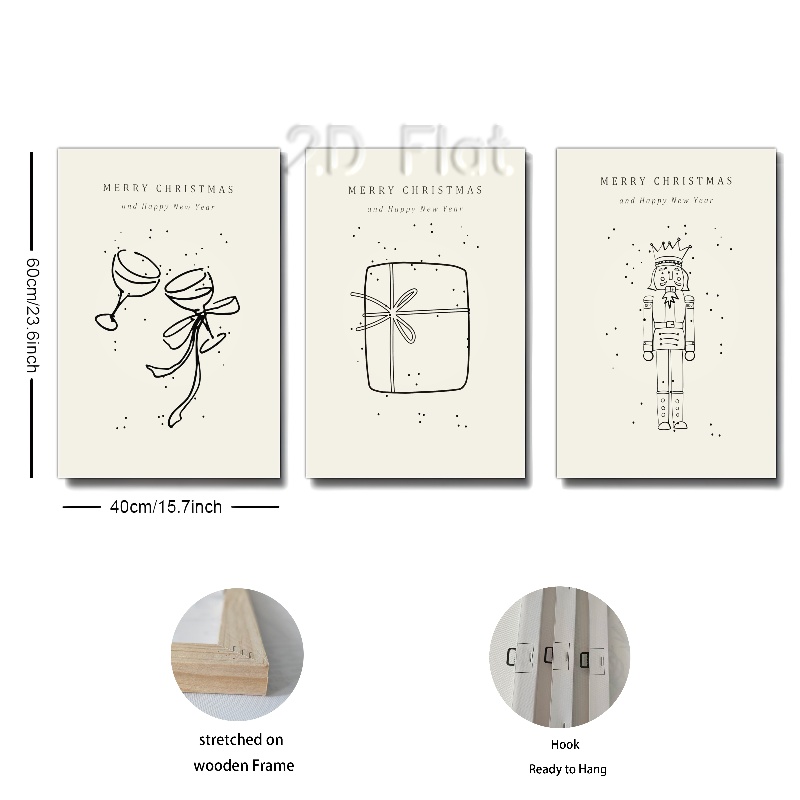 2D Flat
MERRY CHRISTMAS
and Happy New Year
MERRY CHRISTMAS
and Happy New Year
MERRY CHRISTMAS
and Happy New Year
60cm/23.6inch
40cm/15.7inch
stretched on
wooden Frame
Hook
Ready to Hang